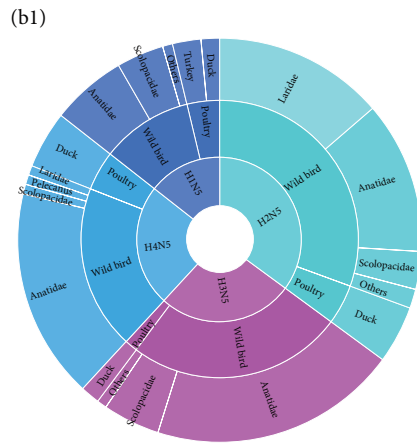 (b1)
H2N5
Wild bird
Laridae
Anatidae
Scolopacidae
Others
Poultry
Duck
H3N5
Wild bird
Anatidae
Scolopacidae
Others
Poultry
Duck
H4N5
Wild bird
Anatidae
Scolopacidae
Pelecanus
Laridae
Poultry
Duck
H1N5
Wild bird
Anatidae
Scolopacidae
Others
Poultry
Turkey
Duck